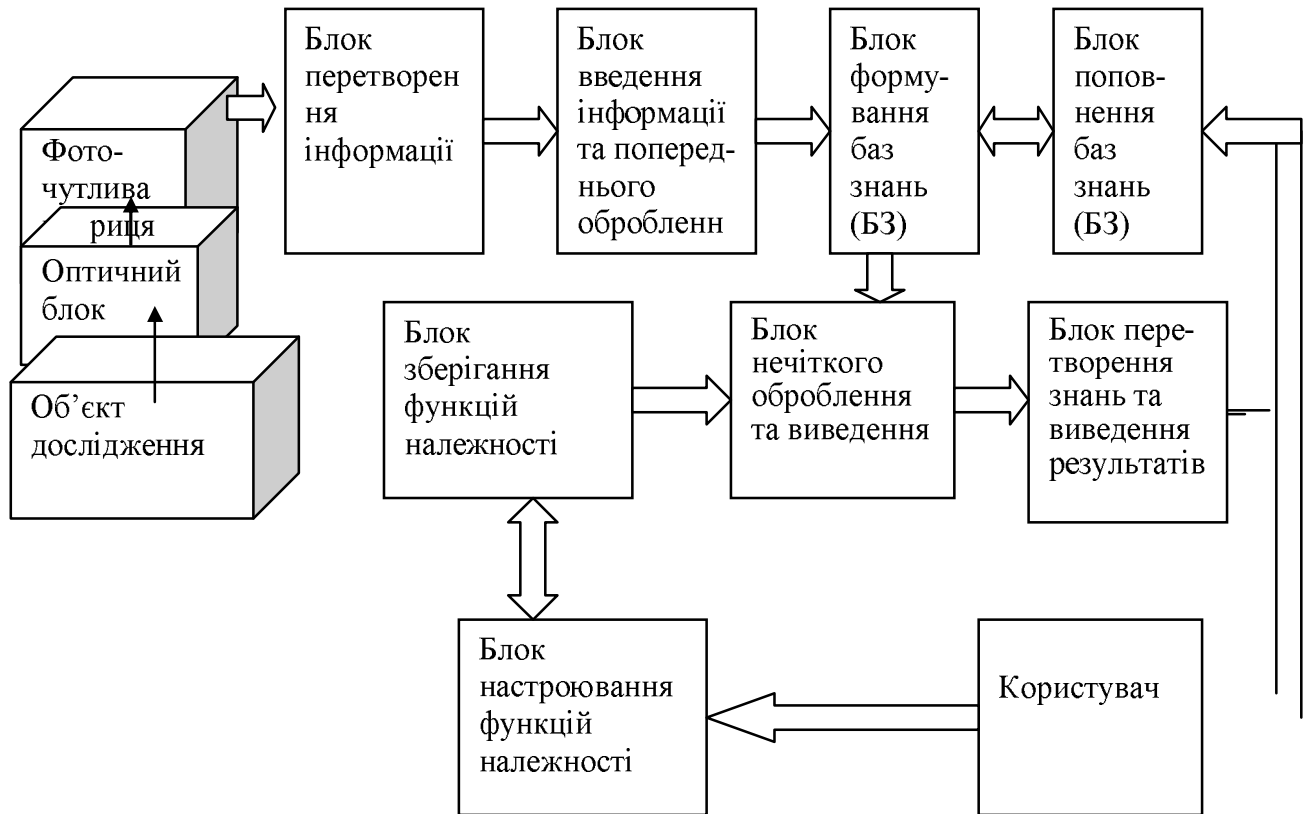 Фото-
чутлива
риця
Оптичний
блок
Об’єкт
дослідження
Блок
перетворен
ня
інформації
Блок
введення
інформації
та поперед-
нього
обробленн
Блок
форму-
вання
баз
знань
(БЗ)
Блок
попов-
нення
баз
знань
(БЗ)
Блок
зберігання
функцій
належності
Блок
нечіткого
оброблення
та виведення
Блок пере-
творення
знань та
виведення
результатів
Блок
настроювання
функцій
належності
Користувач